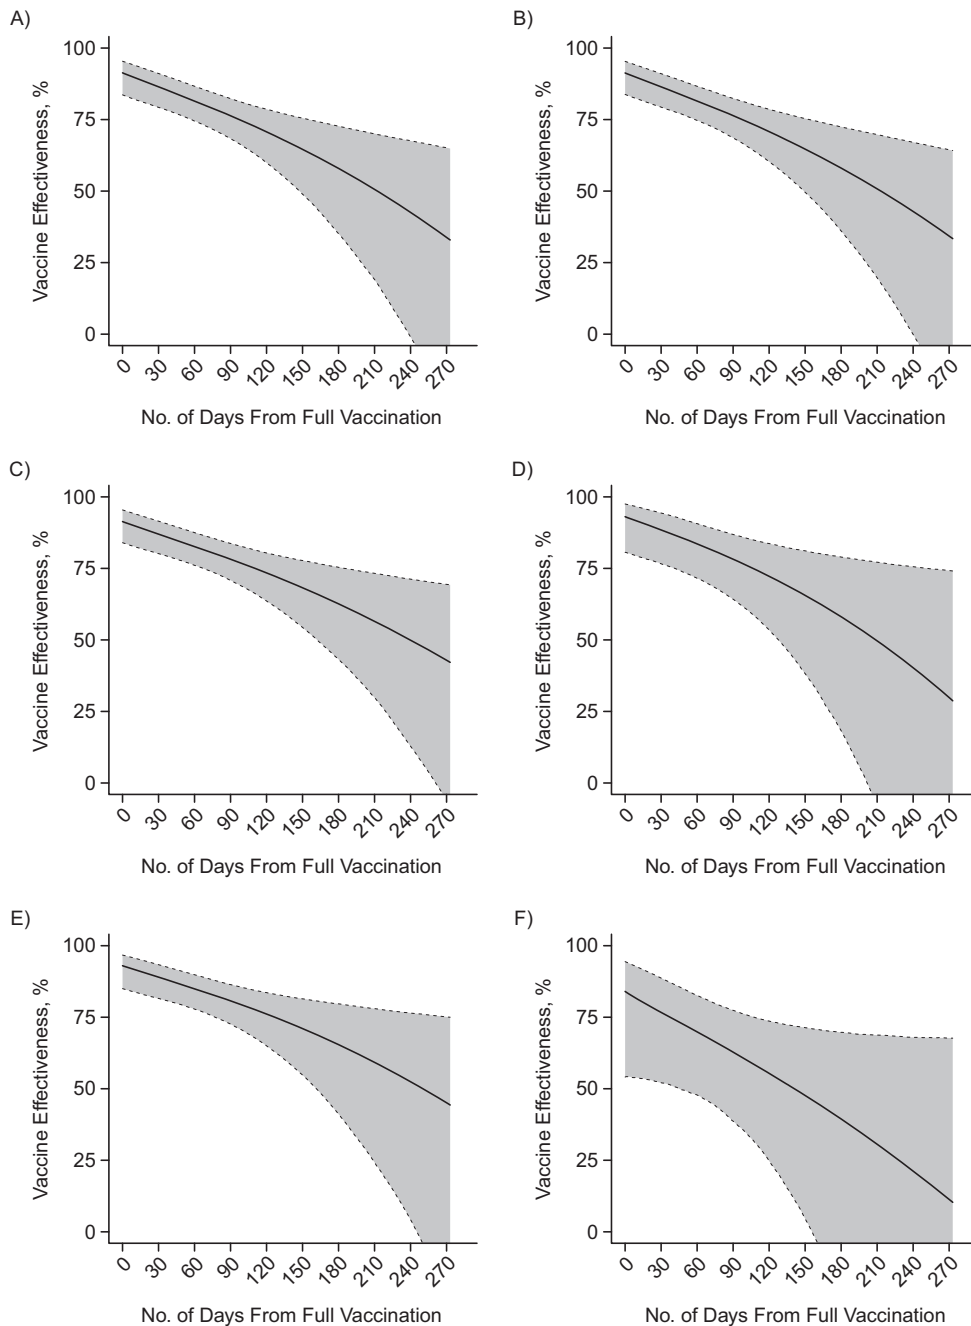 A)
Vaccine Effectiveness, %
100
75
50
25
0
0 30 60 90 120 150 180 210 240 270
No. of Days From Full Vaccination
B)
Vaccine Effectiveness, %
100
75
50
25
0
0 30 60 90 120 150 180 210 240 270
No. of Days From Full Vaccination
C)
Vaccine Effectiveness, %
100
75
50
25
0
0 30 60 90 120 150 180 210 240 270
No. of Days From Full Vaccination
D)
Vaccine Effectiveness, %
100
75
50
25
0
0 30 60 90 120 150 180 210 240 270
No. of Days From Full Vaccination
E)
Vaccine Effectiveness, %
100
75
50
25
0
0 30 60 90 120 150 180 210 240 270
No. of Days From Full Vaccination
F)
Vaccine Effectiveness, %
100
75
50
25
0
0 30 60 90 120 150 180 210 240 270
No. of Days From Full Vaccination